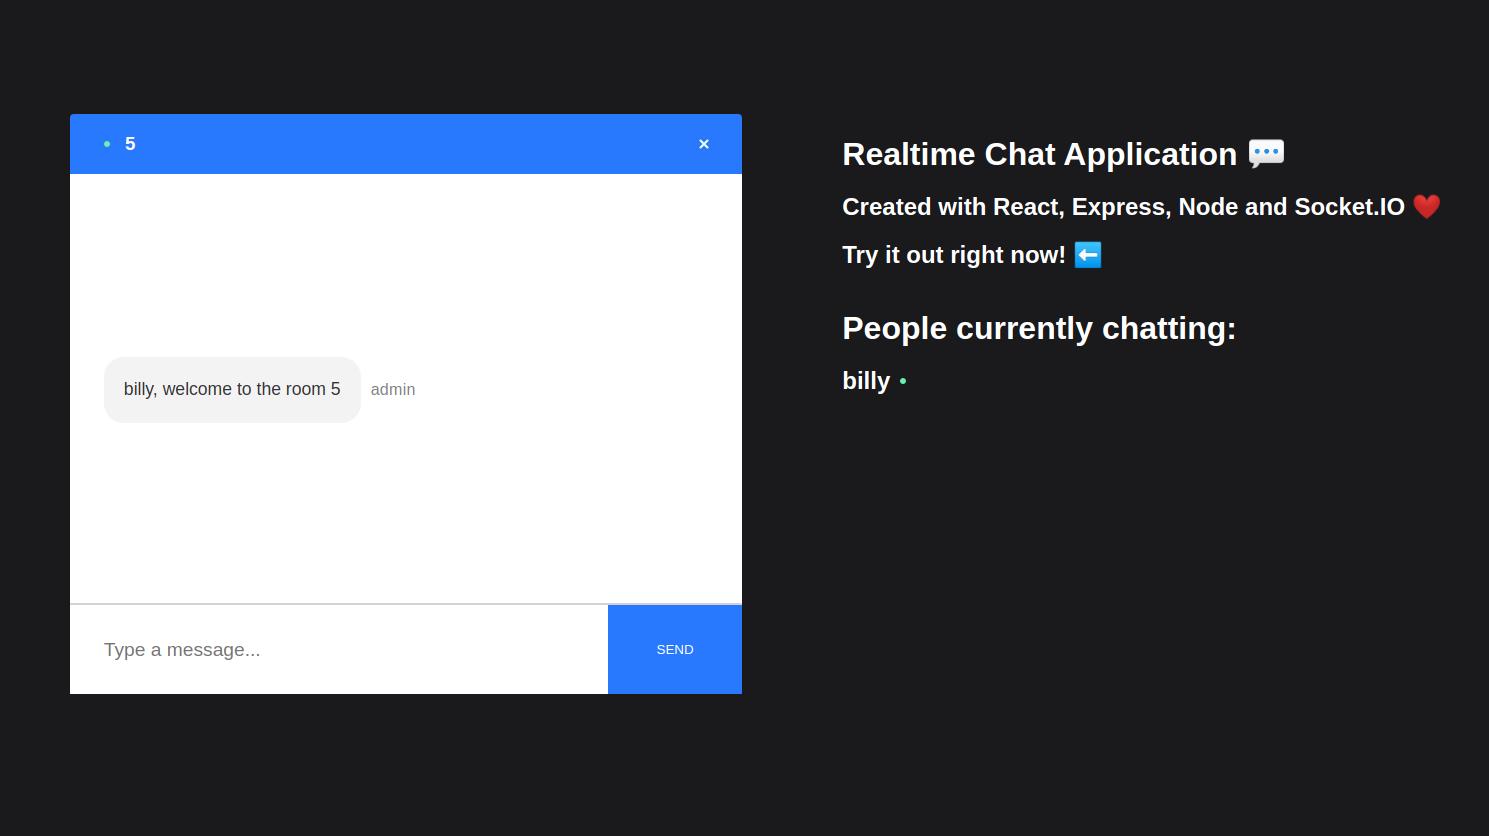 5
×
billy, welcome to the room 5 admin
Type a message...
SEND
Realtime Chat Application 💬
Created with React, Express, Node and Socket.IO ❤️
Try it out right now! ⬅️
People currently chatting:
billy